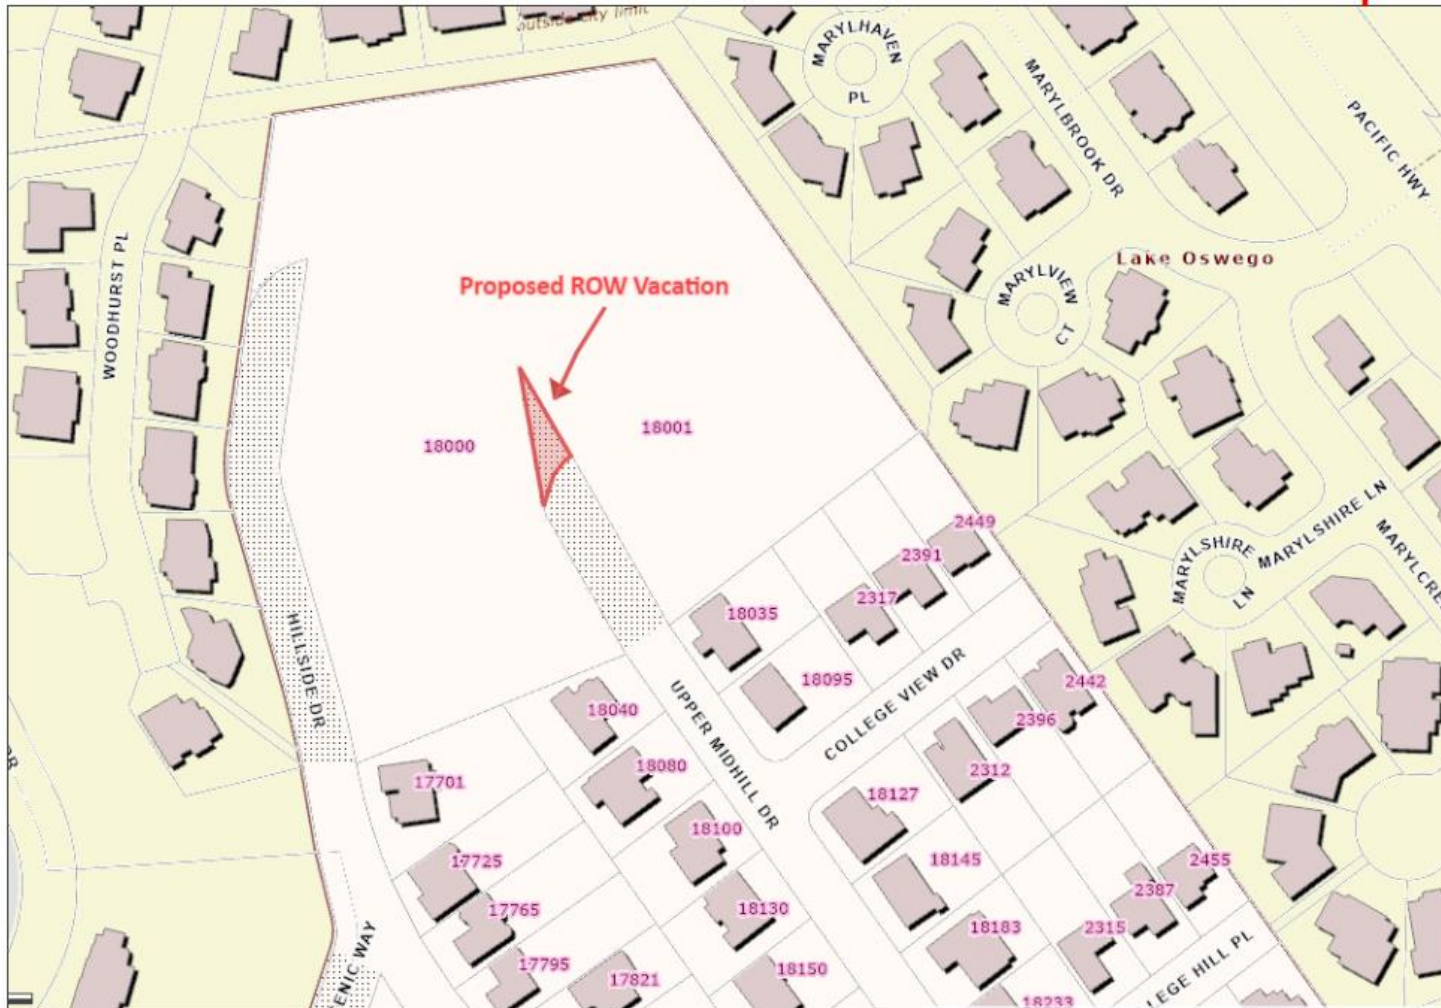 outside city limit
MARYLHAVEN
PL
MARYLBROOK DR
PACIFIC HWY
WOODHURST PL
Lake Oswego
MARYLVIEW
CT
Proposed ROW Vacation
18000
18001
2449
2391
2317
18035
MARYLSHIRE LN
MARYLSHIRE
LN
HILLSIDE DR
18095
COLLEGE VIEW DR
2442
2396
18040
UPPER MIDHILL DR
18080
2312
17701
18127
18100
18145
17725
2455
2387
17765
18130
18183
2315
17795
17821
18150
18233
ENIC WAY
LEGE HILL PL
MARYLCRE
DR